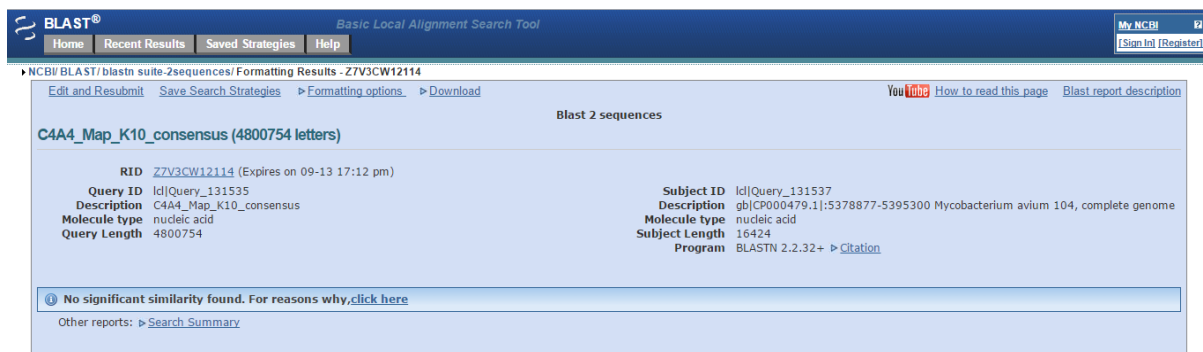 BLAST® Basic Local Alignment Search Tool My NCBI
Home Recent Results Saved Strategies Help [Sign In] [Register]
NCBI/ BLAST/ blastn suite-2sequences/ Formatting Results - Z7V3CW12114
Edit and Resubmit Save Search Strategies Formatting options Download YouTube How to read this page Blast report description
Blast 2 sequences
C4A4_Map_K10_consensus (4800754 letters)
RID Z7V3CW12114 (Expires on 09-13 17:12 pm)
Query ID lcl|Query_131535 Subject ID lcl|Query_131537
Description C4A4_Map_K10_consensus Description gb|CP000479.1|:5378877-5395300 Mycobacterium avium 104, complete genome
Molecule type nucleic acid Molecule type nucleic acid
Query Length 4800754 Subject Length 16424
Program BLASTN 2.2.32+ Citation
No significant similarity found. For reasons why,click here
Other reports: Search Summary